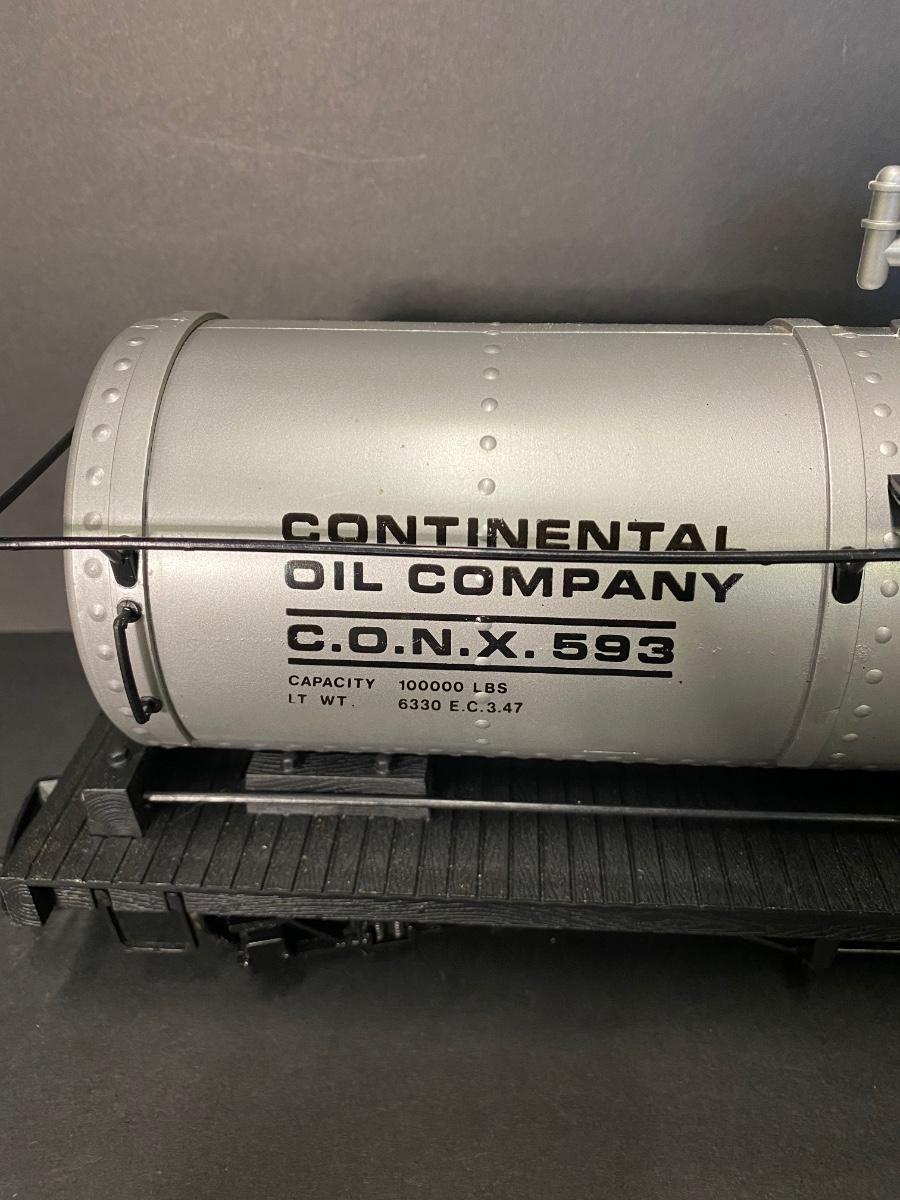 CONTINENTAL
OIL COMPANY
C.O.N.X. 593
CAPACITY 100000 LBS
LT WT. 6330 E.C.3.47